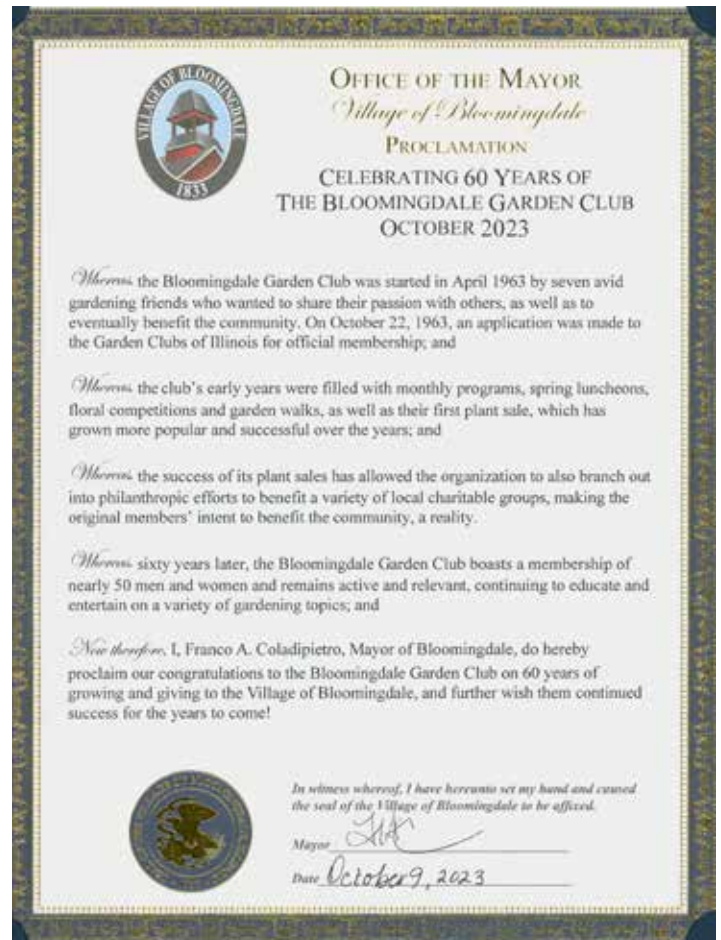 VILLAGE OF BLOOMINGDALE
1833
OFFICE OF THE MAYOR
Village of Bloomingdale
PROCLAMATION
CELEBRATING 60 YEARS OF
THE BLOOMINGDALE GARDEN CLUB
OCTOBER 2023
Whereas, the Bloomingdale Garden Club was started in April 1963 by seven avid
gardening friends who wanted to share their passion with others, as well as to
eventually benefit the community. On October 22, 1963, an application was made to
the Garden Clubs of Illinois for official membership; and
Whereas, the club's early years were filled with monthly programs, spring luncheons,
floral competitions and garden walks, as well as their first plant sale, which has
grown more popular and successful over the years; and
Whereas, the success of its plant sales has allowed the organization to also branch out
into philanthropic efforts to benefit a variety of local charitable groups, making the
original members' intent to benefit the community, a reality.
Whereas, sixty years later, the Bloomingdale Garden Club boasts a membership of
nearly 50 men and women and remains active and relevant, continuing to educate and
entertain on a variety of gardening topics; and
Now therefore, I, Franco A. Coladipietro, Mayor of Bloomingdale, do hereby
proclaim our congratulations to the Bloomingdale Garden Club on 60 years of
growing and giving to the Village of Bloomingdale, and further wish them continued
success for the years to come!
In witness whereof, I have hereunto set my hand and caused
the seal of the Village of Bloomingdale to be affixed.
Mayor
Date October 9, 2023